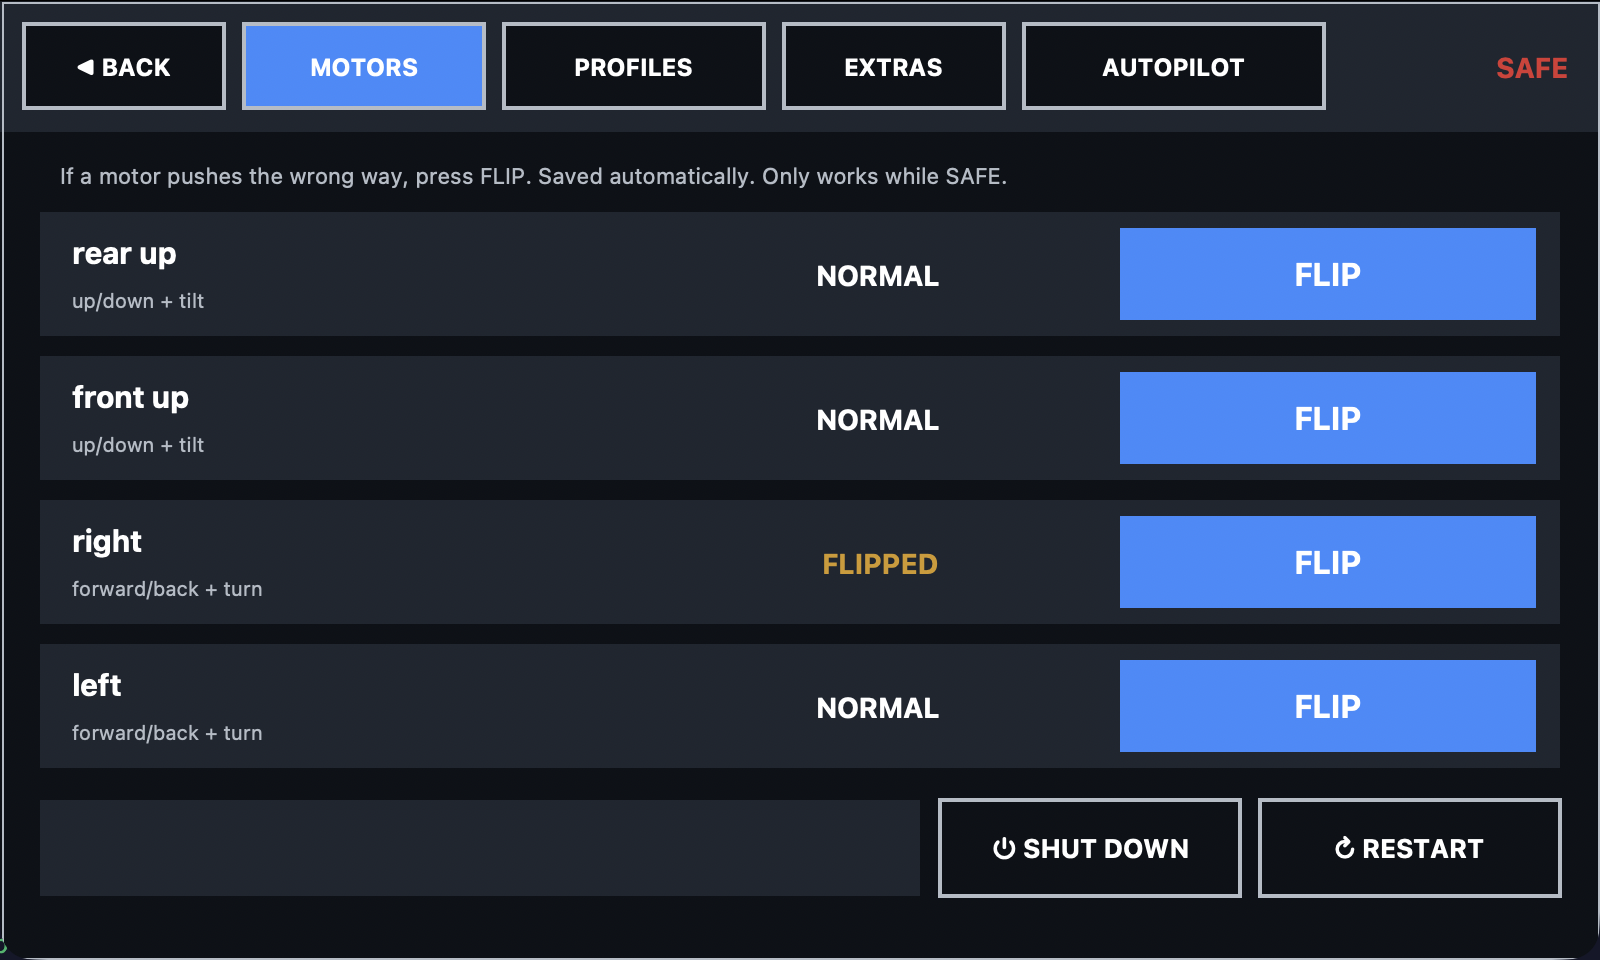 ◀ BACK
MOTORS
PROFILES
EXTRAS
AUTOPILOT
SAFE
If a motor pushes the wrong way, press FLIP. Saved automatically. Only works while SAFE.
rear up
up/down + tilt
NORMAL
FLIP
front up
up/down + tilt
NORMAL
FLIP
right
forward/back + turn
FLIPPED
FLIP
left
forward/back + turn
NORMAL
FLIP
⏻ SHUT DOWN
↻ RESTART